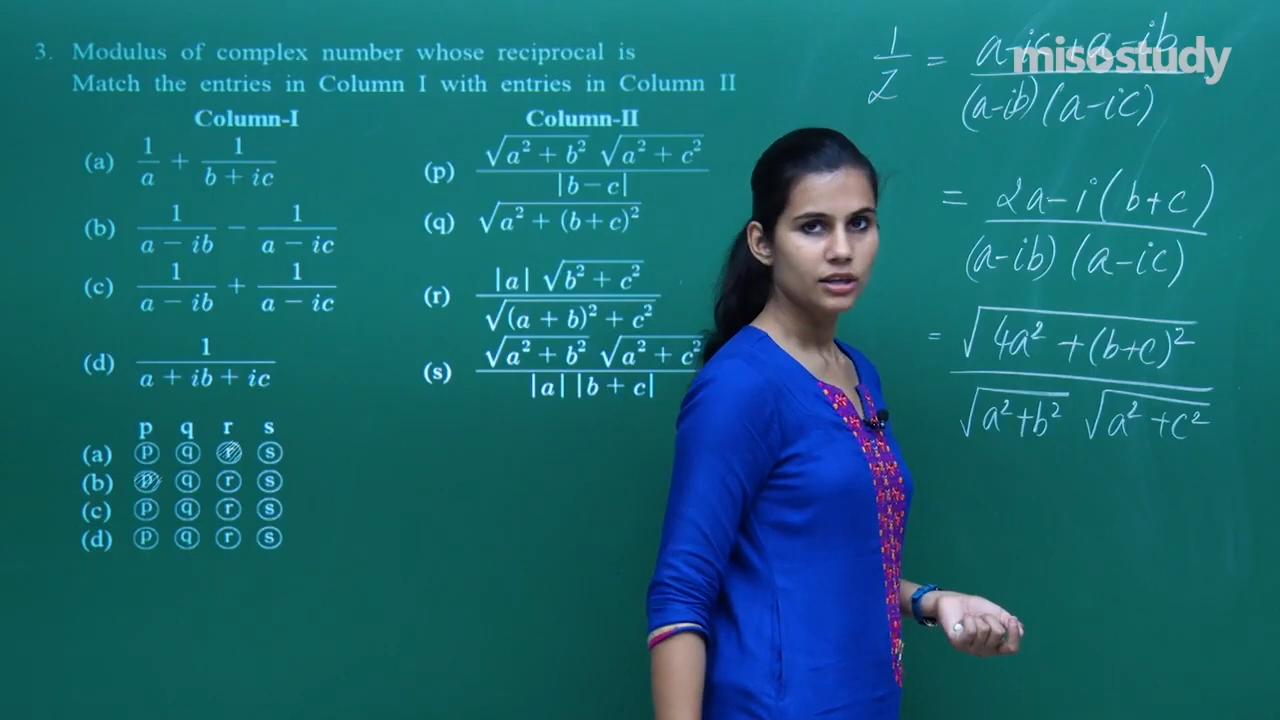 3. Modulus of complex number whose reciprocal is
Match the entries in Column I with entries in Column II
Column-I Column-II
(a) 1/a + 1/(b + ic) (p) √(a² + b²) √(a² + c²) / |b – c|
(b) 1/(a – ib) – 1/(a – ic) (q) √(a² + (b + c)²)
(c) 1/(a – ib) + 1/(a – ic) (r) |a| √(b² + c²) / √((a + b)² + c²)
(d) 1/(a + ib + ic) (s) √(a² + b²) √(a² + c²) / |a| |b + c|
p q r s
(a) p q r s
(b) p q r s
(c) p q r s
(d) p q r s
misostudy
1/z = (a-ic+a-ib) / (a-ib)(a-ic)
= 2a-i(b+c) / (a-ib)(a-ic)
= √(4a²+(b+c)²) / √(a²+b²) √(a²+c²)